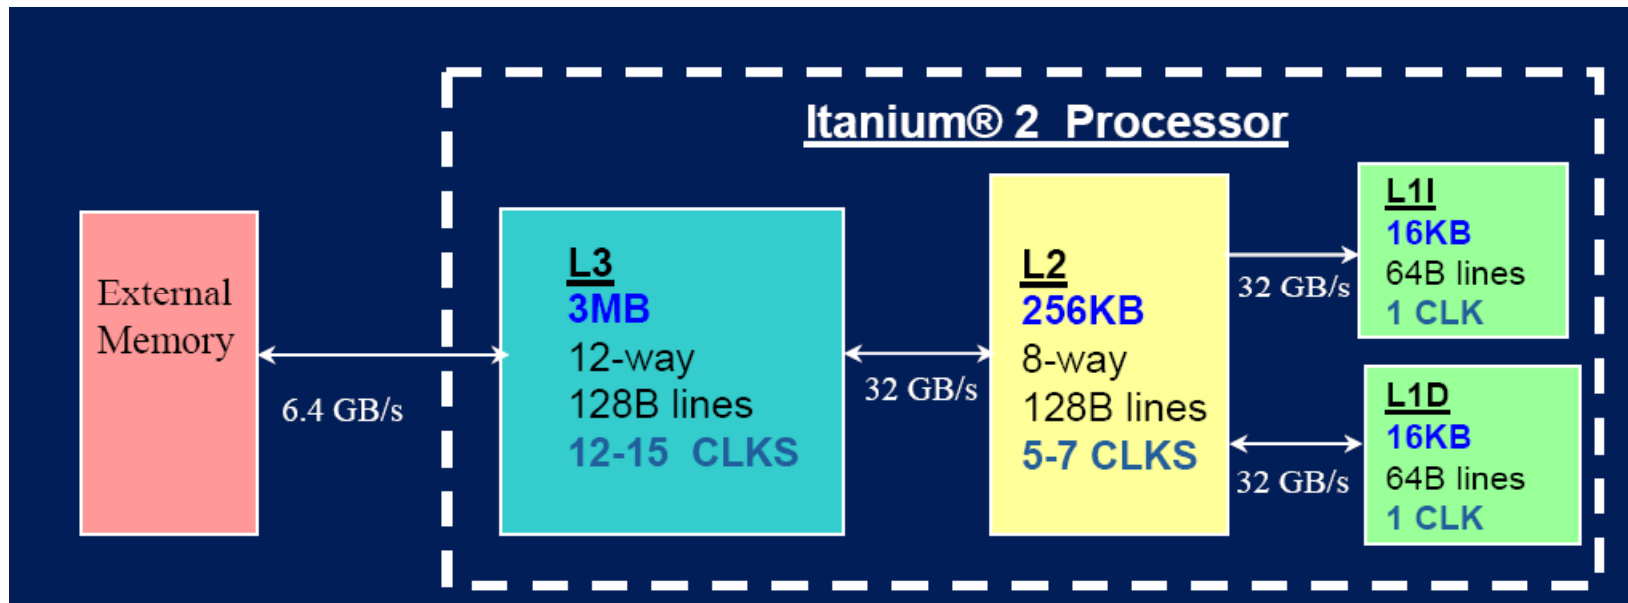 Itanium® 2 Processor
External
Memory
6.4 GB/s
L3
3MB
12-way
128B lines
12-15 CLKS
32 GB/s
L2
256KB
8-way
128B lines
5-7 CLKS
32 GB/s
L1I
16KB
64B lines
1 CLK
32 GB/s
L1D
16KB
64B lines
1 CLK